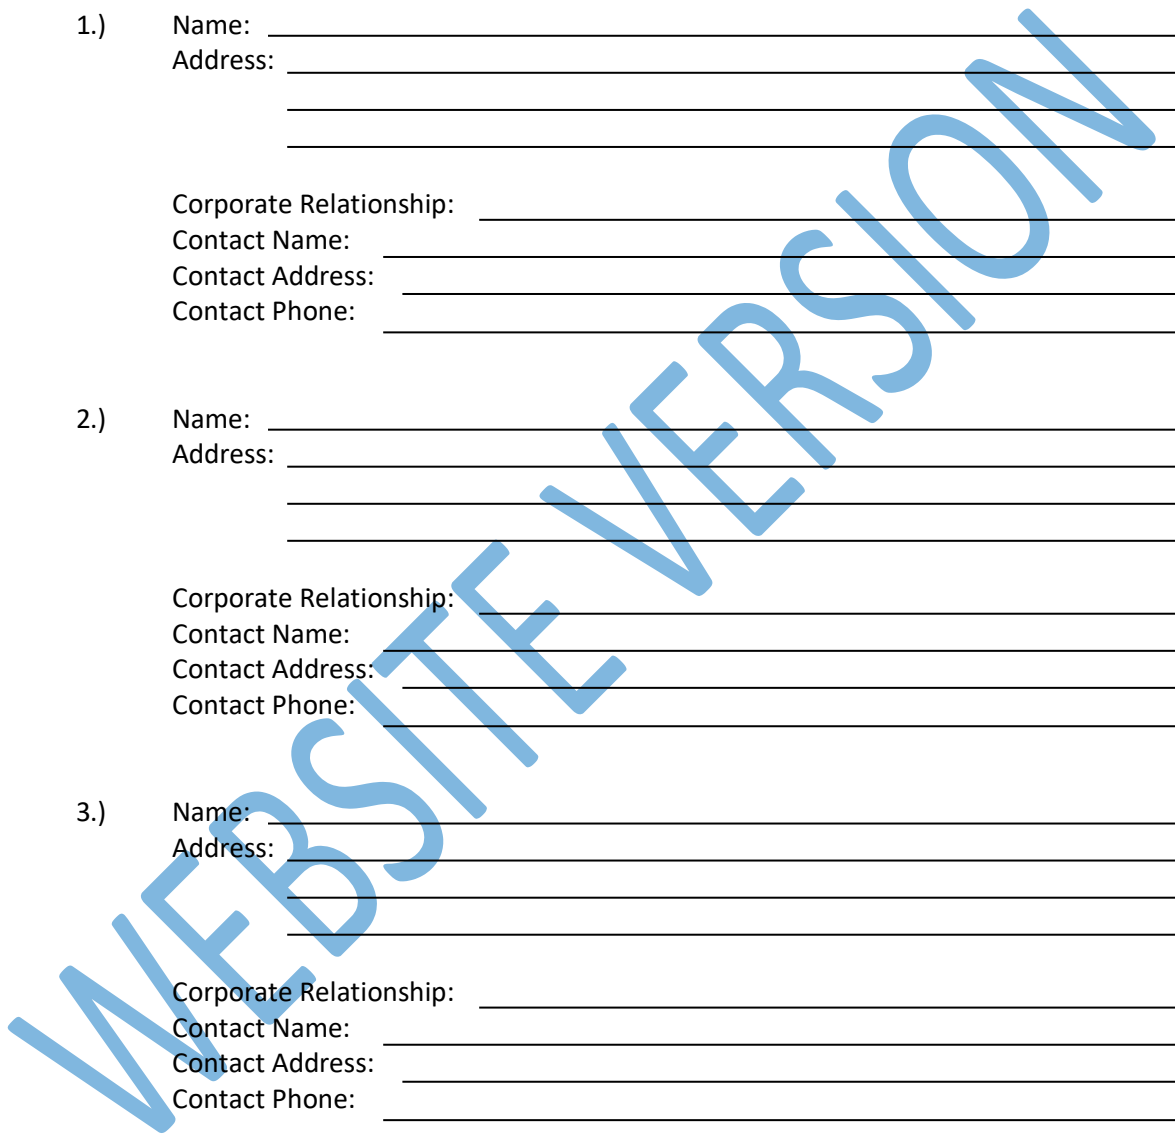 1.) Name:
Address:
Corporate Relationship:
Contact Name:
Contact Address:
Contact Phone:
2.) Name:
Address:
Corporate Relationship:
Contact Name:
Contact Address:
Contact Phone:
3.) Name:
Address:
Corporate Relationship:
Contact Name:
Contact Address:
Contact Phone:
WEBSITE VERSION